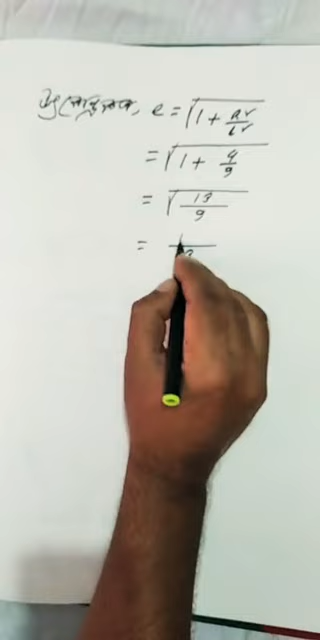 উৎকেন্দ্রিকতা, e = √(1 + a²/b²)
= √(1 + 4/9)
= √(13/9)
=